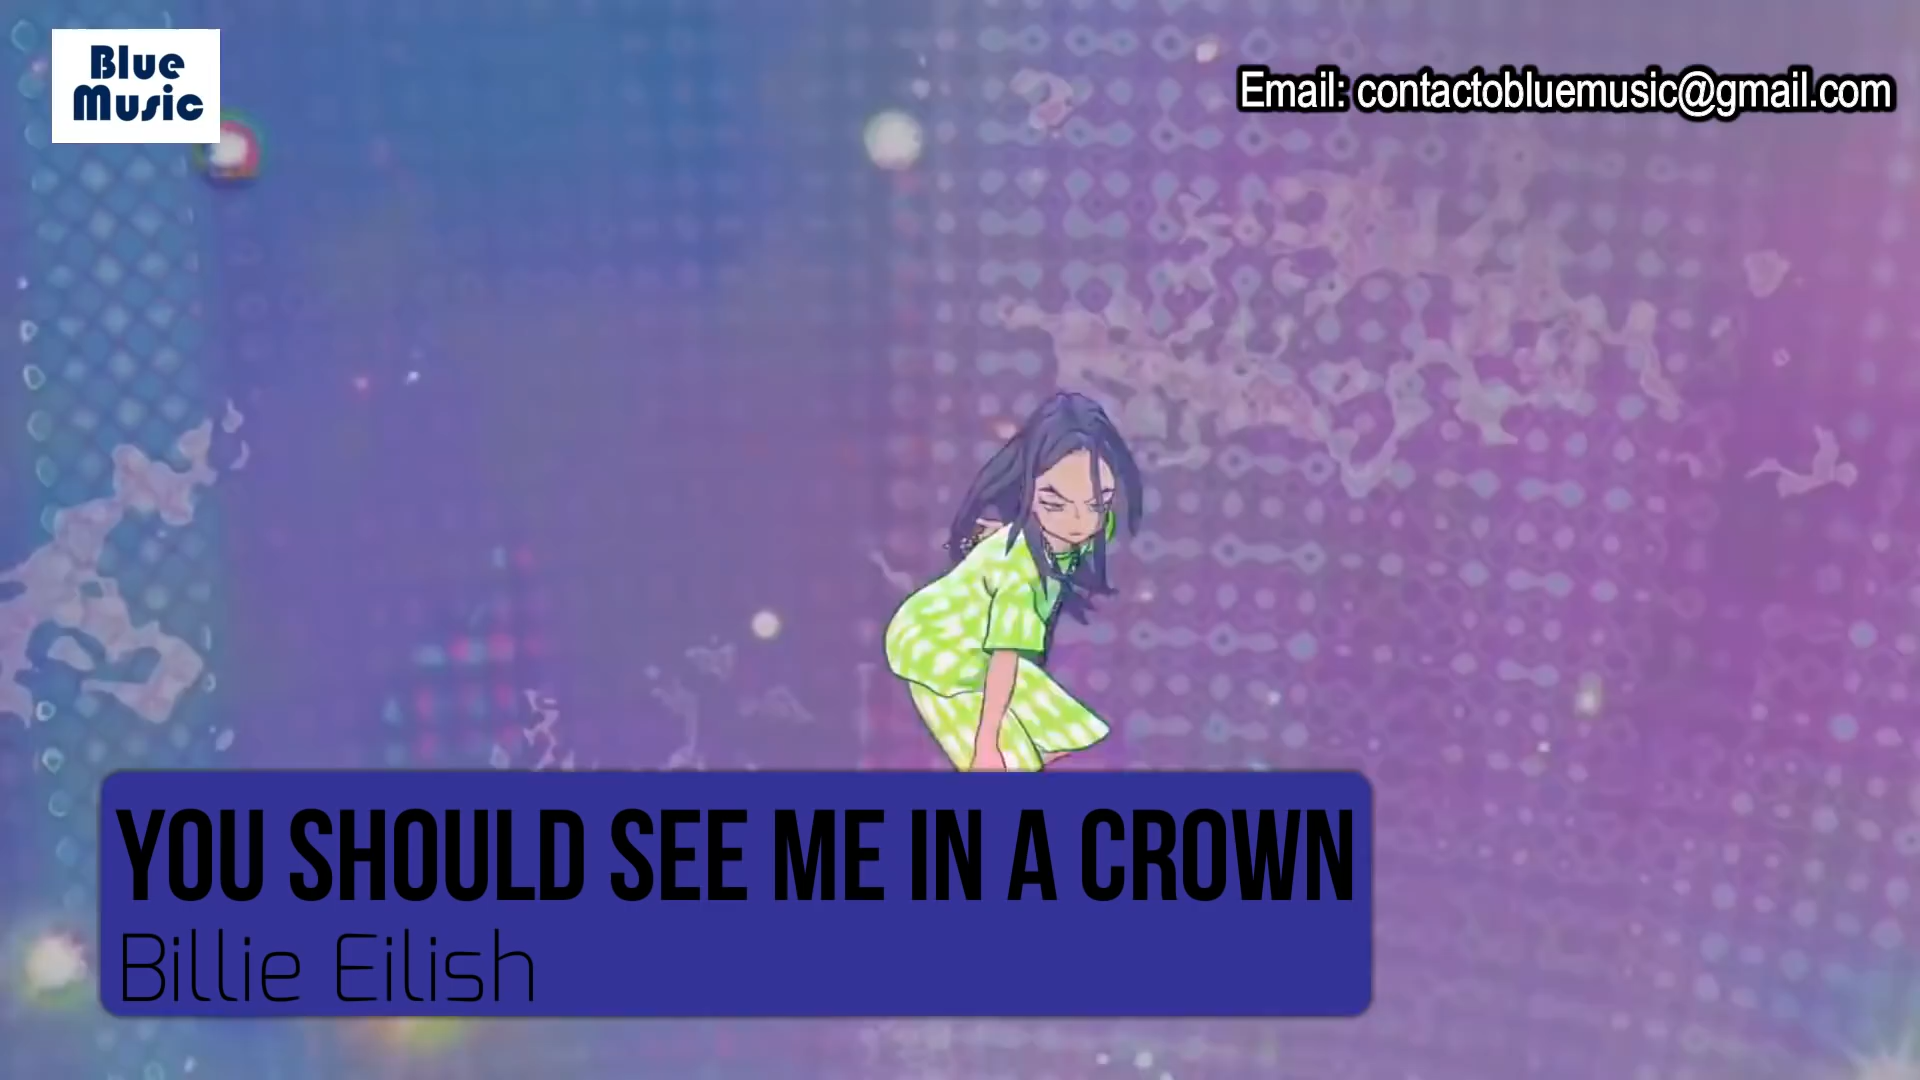 Blue
Music
Email: contactobluemusic@gmail.com
YOU SHOULD SEE ME IN A CROWN
Billie Eilish